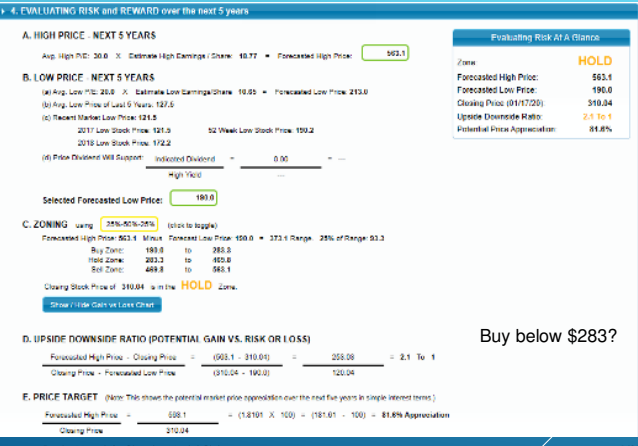 4. EVALUATING RISK and REWARD over the next 5 years
A. HIGH PRICE - NEXT 5 YEARS
Avg. High P/E: 30.0 X Estimate High Earnings / Share: 18.77 = Forecasted High Price: 563.1
B. LOW PRICE - NEXT 5 YEARS
(a) Avg. Low P/E: 20.0 X Estimate Low Earnings/Share: 10.65 = Forecasted Low Price: 213.0
(b) Avg. Low Price of Last 5 Years: 127.5
(c) Recent Market Low Price: 121.5
2017 Low Stock Price: 121.5 52 Week Low Stock Price: 190.2
2018 Low Stock Price: 172.2
(d) Price Dividend Will Support: Indicated Dividend = 0.00 = —
High Yield —
Selected Forecasted Low Price: 190.0
C. ZONING using 25%-50%-25% (click to toggle)
Forecasted High Price: 563.1 Minus Forecast Low Price: 190.0 = 373.1 Range. 25% of Range: 93.3
Buy Zone: 190.0 to 283.3
Hold Zone: 283.3 to 469.8
Sell Zone: 469.8 to 563.1
Closing Stock Price of 310.04 is in the HOLD Zone.
Show / Hide Gain vs Loss Chart
D. UPSIDE DOWNSIDE RATIO (POTENTIAL GAIN VS. RISK OR LOSS)
Forecasted High Price - Closing Price = (563.1 - 310.04) = 253.06 = 2.1 To 1
Closing Price - Forecasted Low Price (310.04 - 190.0) 120.04
E. PRICE TARGET (Note: This shows the potential market price appreciation over the next five years in simple interest terms.)
Forecasted High Price = 563.1 = (1.8161 X 100) = (181.61 - 100) = 81.6% Appreciation
Closing Price 310.04
Evaluating Risk At A Glance
Zone: HOLD
Forecasted High Price: 563.1
Forecasted Low Price: 190.0
Closing Price (01/17/20): 310.04
Upside Downside Ratio: 2.1 To 1
Potential Price Appreciation: 81.6%
Buy below $283?